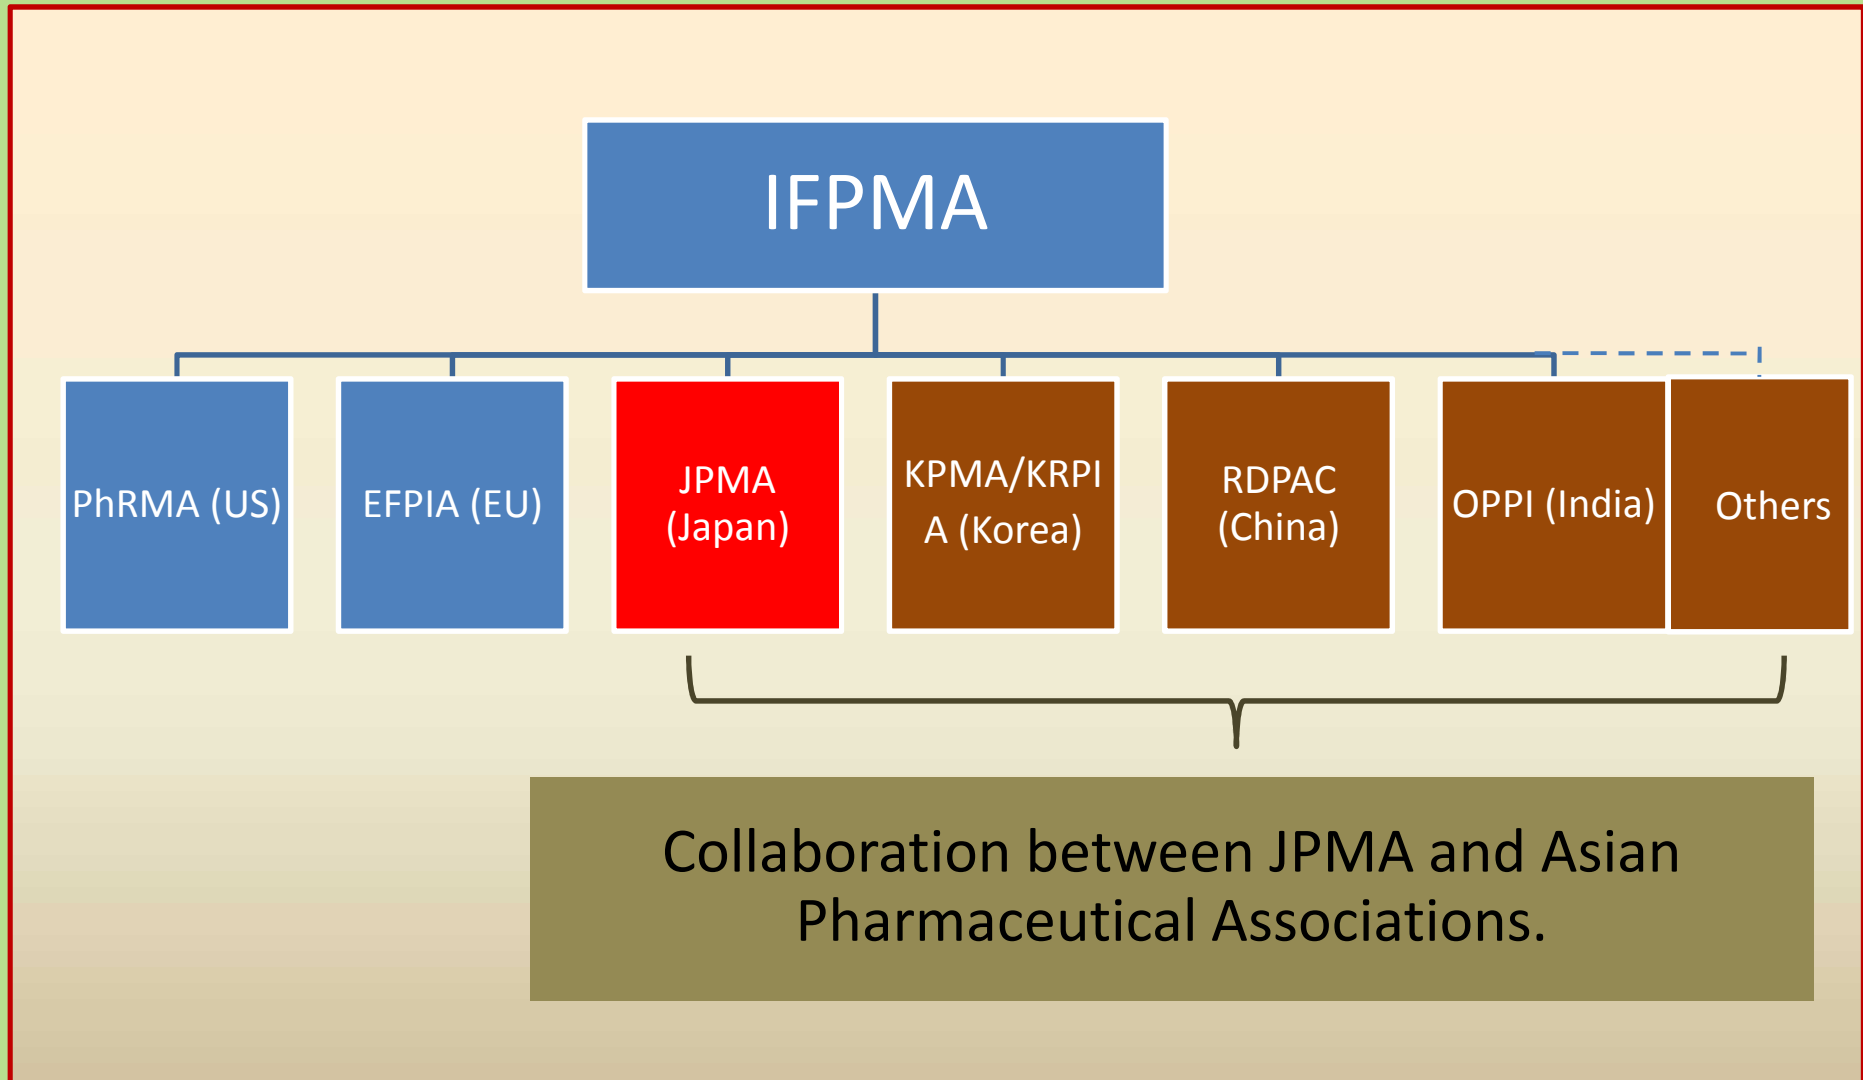 IFPMA
PhRMA (US)
EFPIA (EU)
JPMA
(Japan)
KPMA/KRPI
A (Korea)
RDPAC
(China)
OPPI (India)
Others
Collaboration between JPMA and Asian
Pharmaceutical Associations.